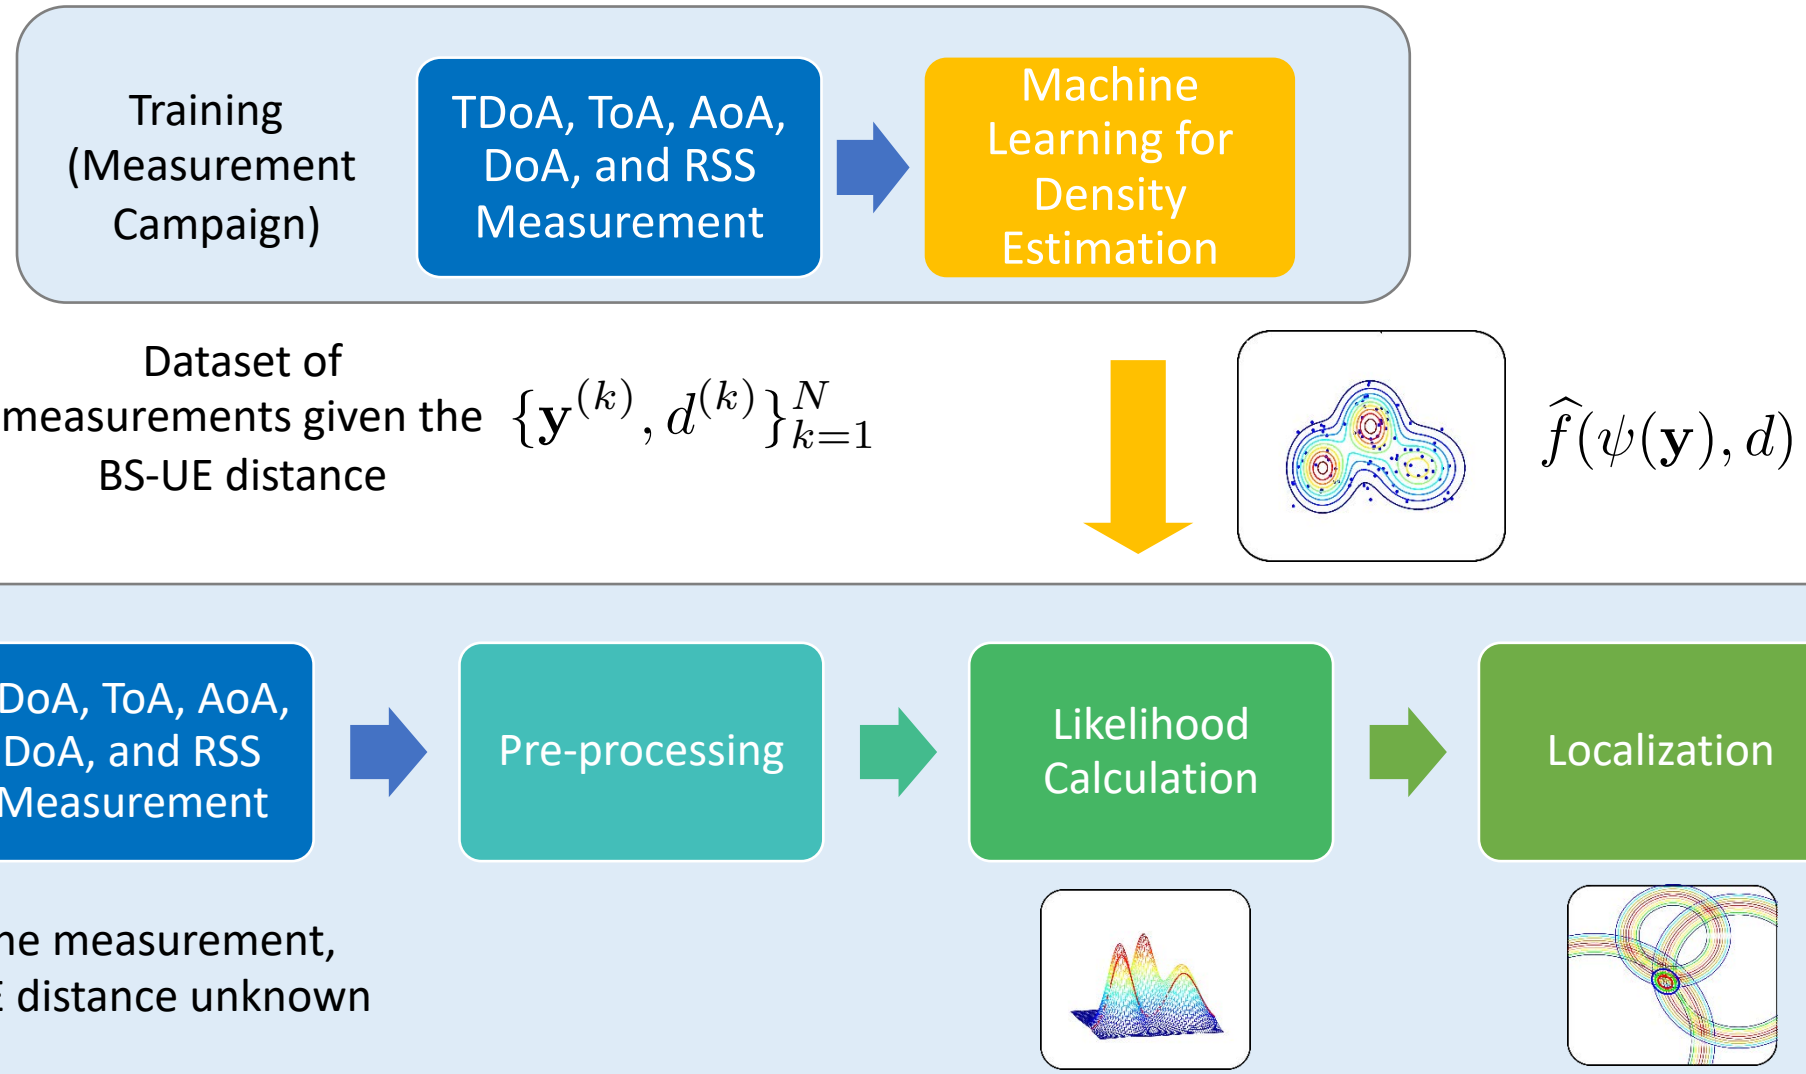 Training
(Measurement
Campaign)
TDoA, ToA, AoA,
DoA, and RSS
Measurement
Machine
Learning for
Density
Estimation
Dataset of
measurements given the
BS-UE distance
{𝐲^(k), d^(k)}_{k=1}^N
f̂(ψ(𝐲), d)
DoA, ToA, AoA,
DoA, and RSS
Measurement
Pre-processing
Likelihood
Calculation
Localization
measurement,
distance unknown